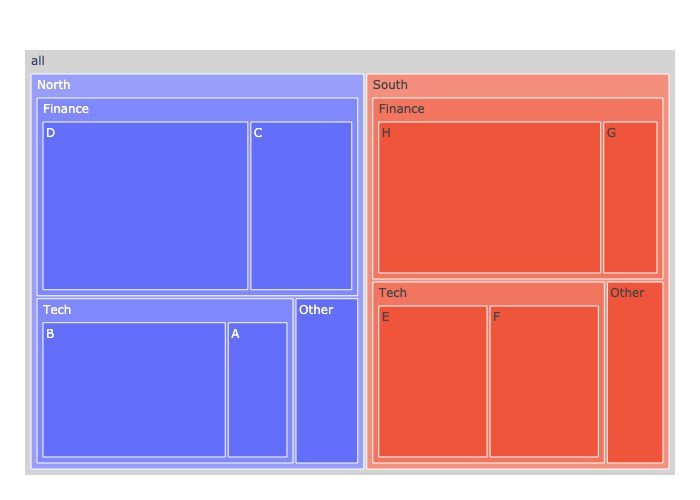 all
North
Finance
D
C
Tech
B
A
Other
South
Finance
H
G
Tech
E
F
Other